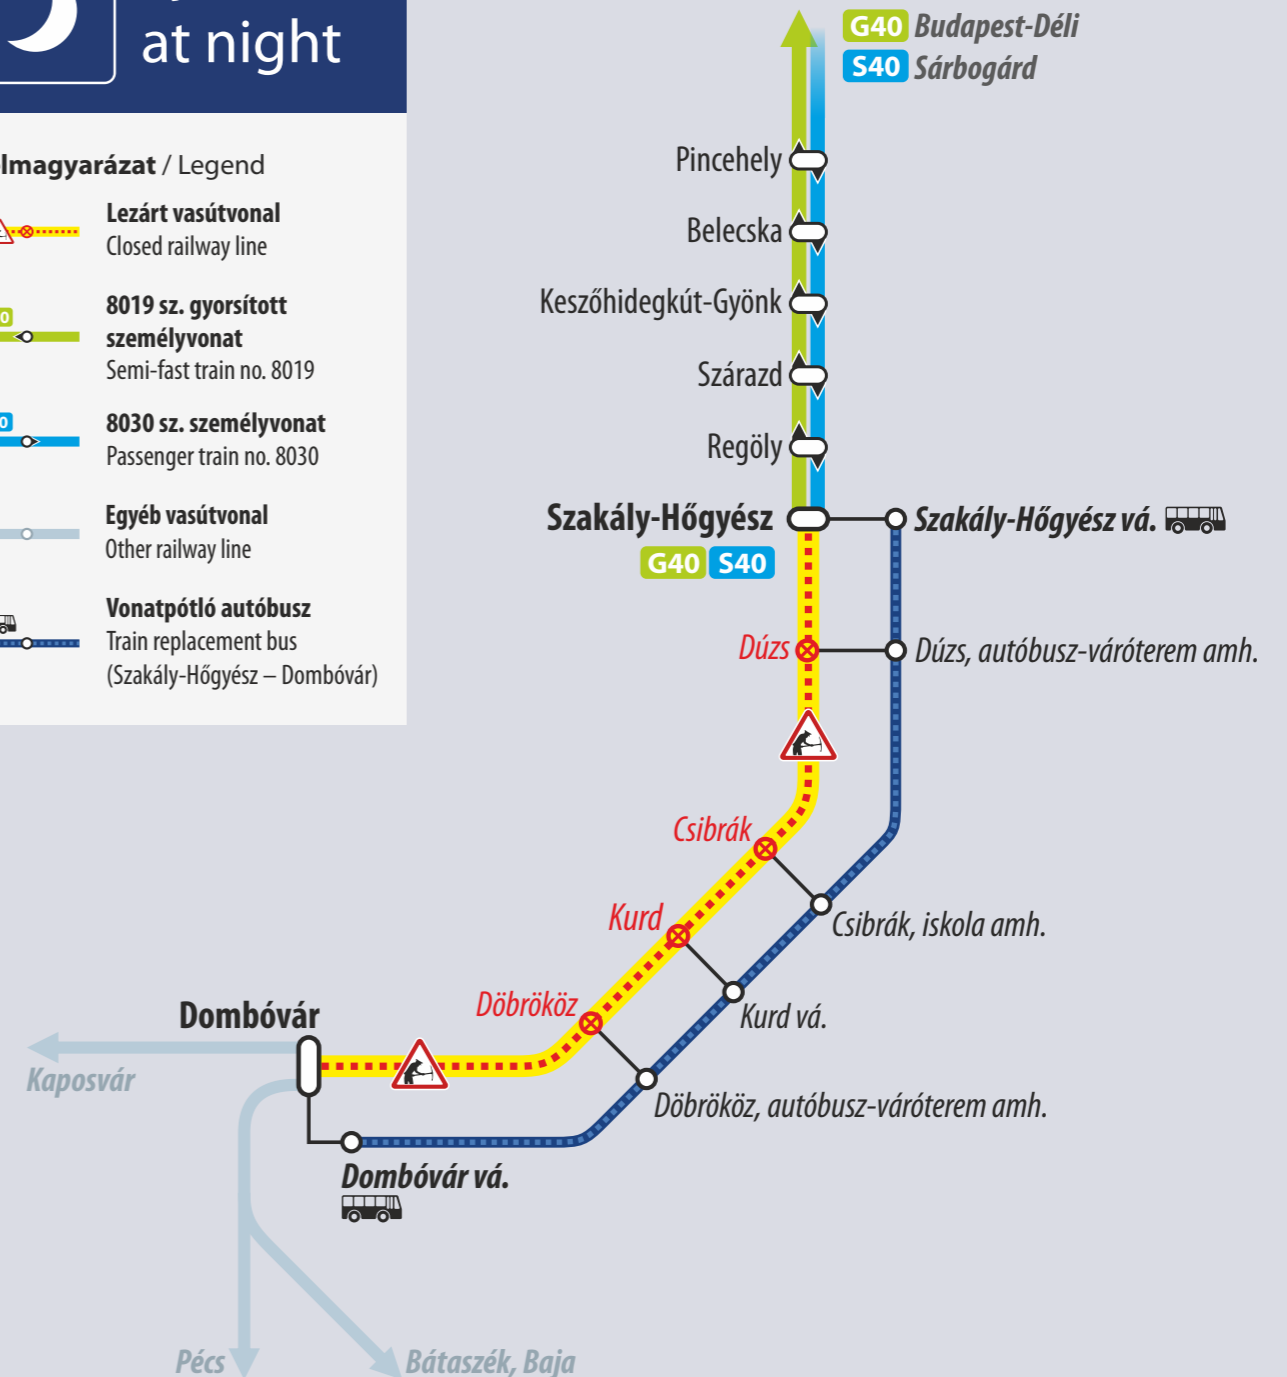 at night
lmagyarázat / Legend
Lezárt vasútvonal
Closed railway line
0
8019 sz. gyorsított
személyvonat
Semi-fast train no. 8019
0
8030 sz. személyvonat
Passenger train no. 8030
Egyéb vasútvonal
Other railway line
Vonatpótló autóbusz
Train replacement bus
(Szakály-Hőgyész – Dombóvár)
G40 Budapest-Déli
S40 Sárbogárd
Pincehely
Belecska
Keszőhidegkút-Gyönk
Szárazd
Regöly
Szakály-Hőgyész
G40 S40
Szakály-Hőgyész vá.
Dúzs
Dúzs, autóbusz-váróterem amh.
Csibrák
Csibrák, iskola amh.
Kurd
Kurd vá.
Döbrököz
Döbrököz, autóbusz-váróterem amh.
Dombóvár
Kaposvár
Dombóvár vá.
Pécs
Bátaszék, Baja